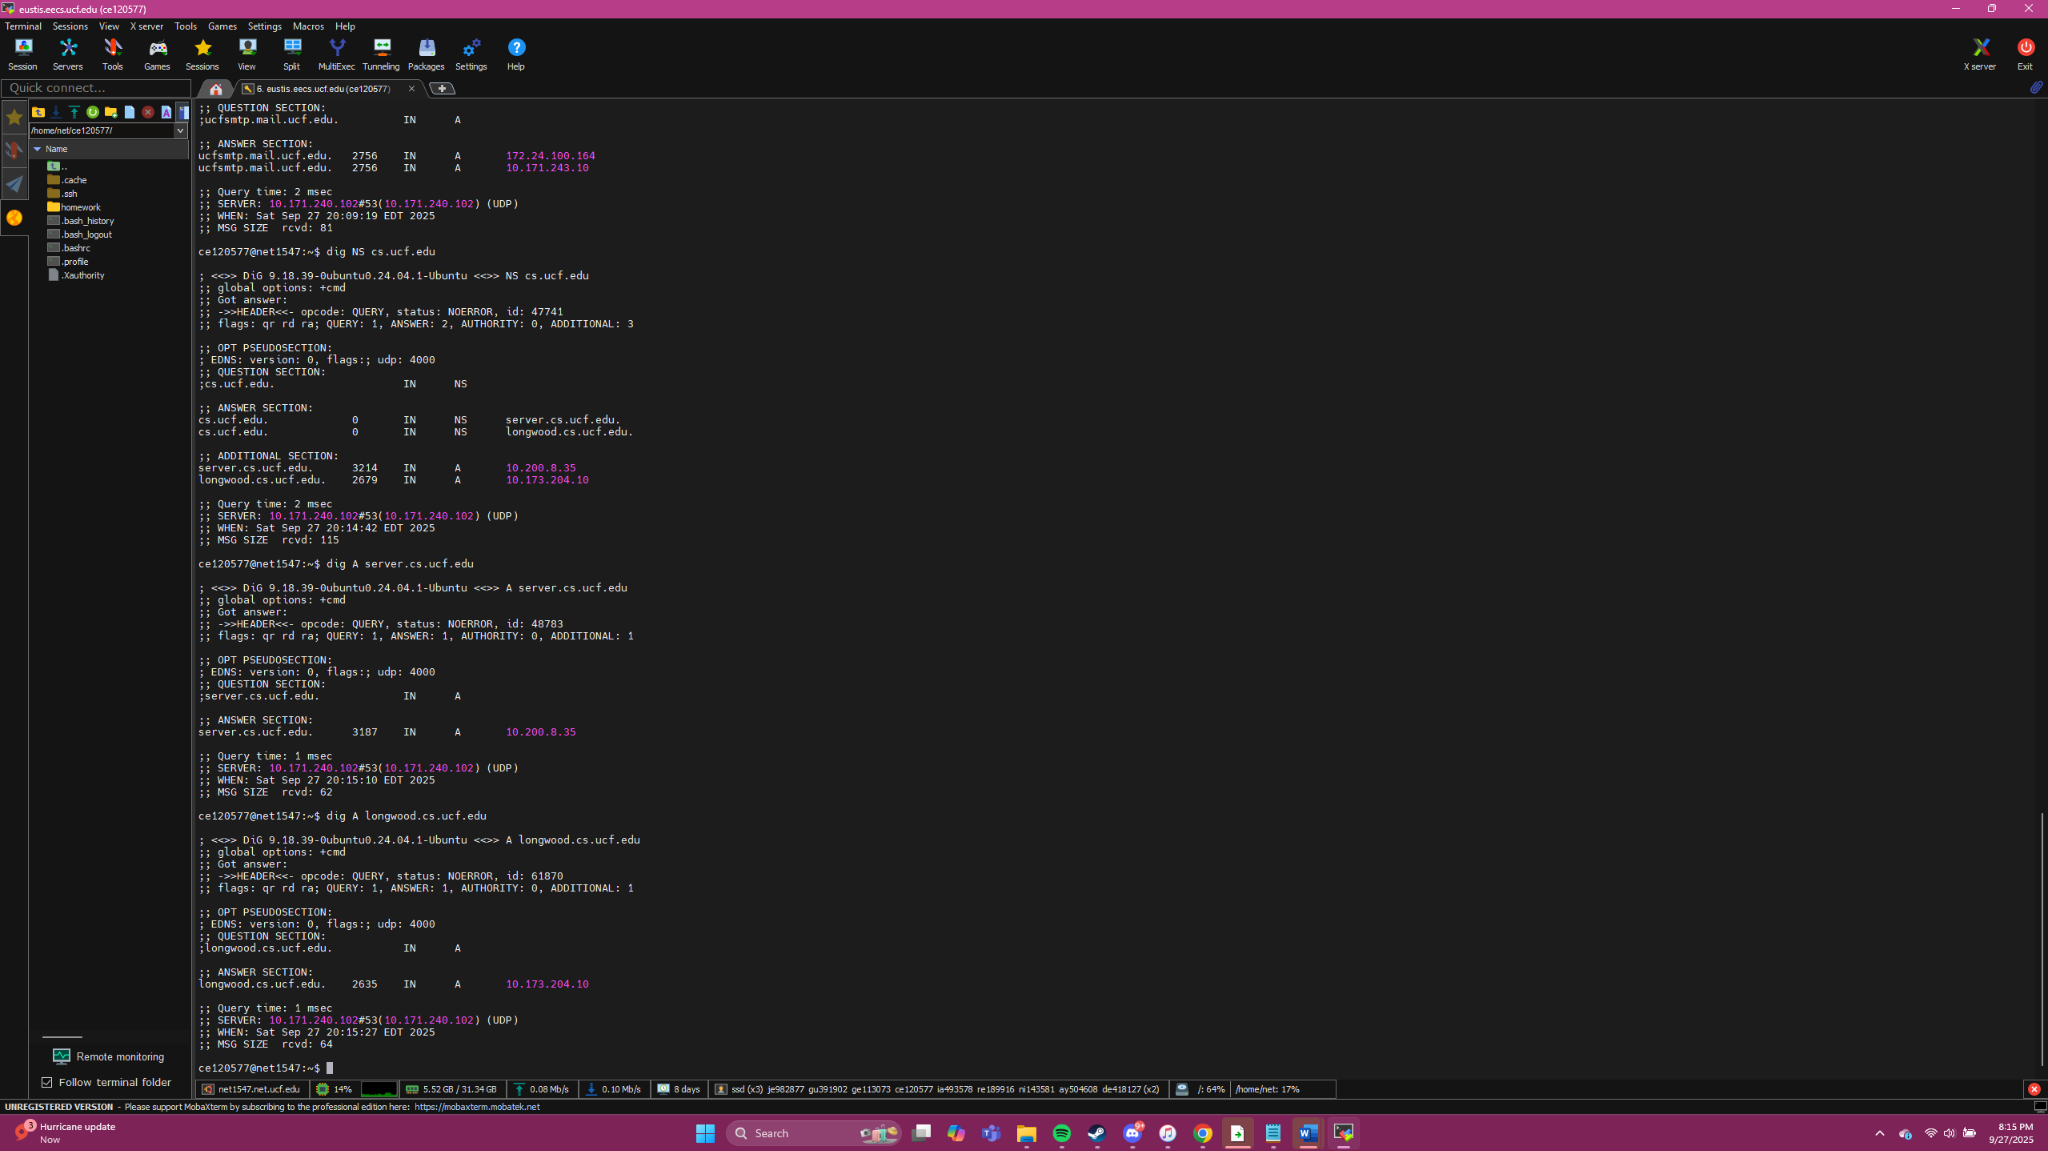 eustis.eecs.ucf.edu (ce120577)
Terminal Sessions View X server Tools Games Settings Macros Help
Session Servers Tools Games Sessions View Split MultiExec Tunneling Packages Settings Help X server Exit
Quick connect...
6. eustis.eecs.ucf.edu (ce120577)
/home/net/ce120577/
Name
..
.cache
.ssh
homework
.bash_history
.bash_logout
.bashrc
.profile
.Xauthority
Remote monitoring
Follow terminal folder
;; QUESTION SECTION:
;ucfsmtp.mail.ucf.edu. IN A
;; ANSWER SECTION:
ucfsmtp.mail.ucf.edu. 2756 IN A 172.24.100.164
ucfsmtp.mail.ucf.edu. 2756 IN A 10.171.243.10
;; Query time: 2 msec
;; SERVER: 10.171.240.102#53(10.171.240.102) (UDP)
;; WHEN: Sat Sep 27 20:09:19 EDT 2025
;; MSG SIZE rcvd: 81
ce120577@net1547:~$ dig NS cs.ucf.edu
; <<>> DiG 9.18.39-0ubuntu0.24.04.1-Ubuntu <<>> NS cs.ucf.edu
;; global options: +cmd
;; Got answer:
;; ->>HEADER<<- opcode: QUERY, status: NOERROR, id: 47741
;; flags: qr rd ra; QUERY: 1, ANSWER: 2, AUTHORITY: 0, ADDITIONAL: 3
;; OPT PSEUDOSECTION:
; EDNS: version: 0, flags:; udp: 4000
;; QUESTION SECTION:
;cs.ucf.edu. IN NS
;; ANSWER SECTION:
cs.ucf.edu. 0 IN NS server.cs.ucf.edu.
cs.ucf.edu. 0 IN NS longwood.cs.ucf.edu.
;; ADDITIONAL SECTION:
server.cs.ucf.edu. 3214 IN A 10.200.8.35
longwood.cs.ucf.edu. 2679 IN A 10.173.204.10
;; Query time: 2 msec
;; SERVER: 10.171.240.102#53(10.171.240.102) (UDP)
;; WHEN: Sat Sep 27 20:14:42 EDT 2025
;; MSG SIZE rcvd: 115
ce120577@net1547:~$ dig A server.cs.ucf.edu
; <<>> DiG 9.18.39-0ubuntu0.24.04.1-Ubuntu <<>> A server.cs.ucf.edu
;; global options: +cmd
;; Got answer:
;; ->>HEADER<<- opcode: QUERY, status: NOERROR, id: 48783
;; flags: qr rd ra; QUERY: 1, ANSWER: 1, AUTHORITY: 0, ADDITIONAL: 1
;; OPT PSEUDOSECTION:
; EDNS: version: 0, flags:; udp: 4000
;; QUESTION SECTION:
;server.cs.ucf.edu. IN A
;; ANSWER SECTION:
server.cs.ucf.edu. 3187 IN A 10.200.8.35
;; Query time: 1 msec
;; SERVER: 10.171.240.102#53(10.171.240.102) (UDP)
;; WHEN: Sat Sep 27 20:15:10 EDT 2025
;; MSG SIZE rcvd: 62
ce120577@net1547:~$ dig A longwood.cs.ucf.edu
; <<>> DiG 9.18.39-0ubuntu0.24.04.1-Ubuntu <<>> A longwood.cs.ucf.edu
;; global options: +cmd
;; Got answer:
;; ->>HEADER<<- opcode: QUERY, status: NOERROR, id: 61870
;; flags: qr rd ra; QUERY: 1, ANSWER: 1, AUTHORITY: 0, ADDITIONAL: 1
;; OPT PSEUDOSECTION:
; EDNS: version: 0, flags:; udp: 4000
;; QUESTION SECTION:
;longwood.cs.ucf.edu. IN A
;; ANSWER SECTION:
longwood.cs.ucf.edu. 2635 IN A 10.173.204.10
;; Query time: 1 msec
;; SERVER: 10.171.240.102#53(10.171.240.102) (UDP)
;; WHEN: Sat Sep 27 20:15:27 EDT 2025
;; MSG SIZE rcvd: 64
ce120577@net1547:~$
net1547.net.ucf.edu 14% 5.52 GB / 31.34 GB 0.08 Mb/s 0.10 Mb/s 8 days ssd (x3) je982877 gu391902 ge113073 ce120577 ia493578 re189916 ni143581 ay504608 de418127 (x2) /: 64% /home/net: 17%
UNREGISTERED VERSION - Please support MobaXterm by subscribing to the professional edition here: https://mobaxterm.mobatek.net
3 Hurricane update
Now
Search
9+
8:15 PM
9/27/2025